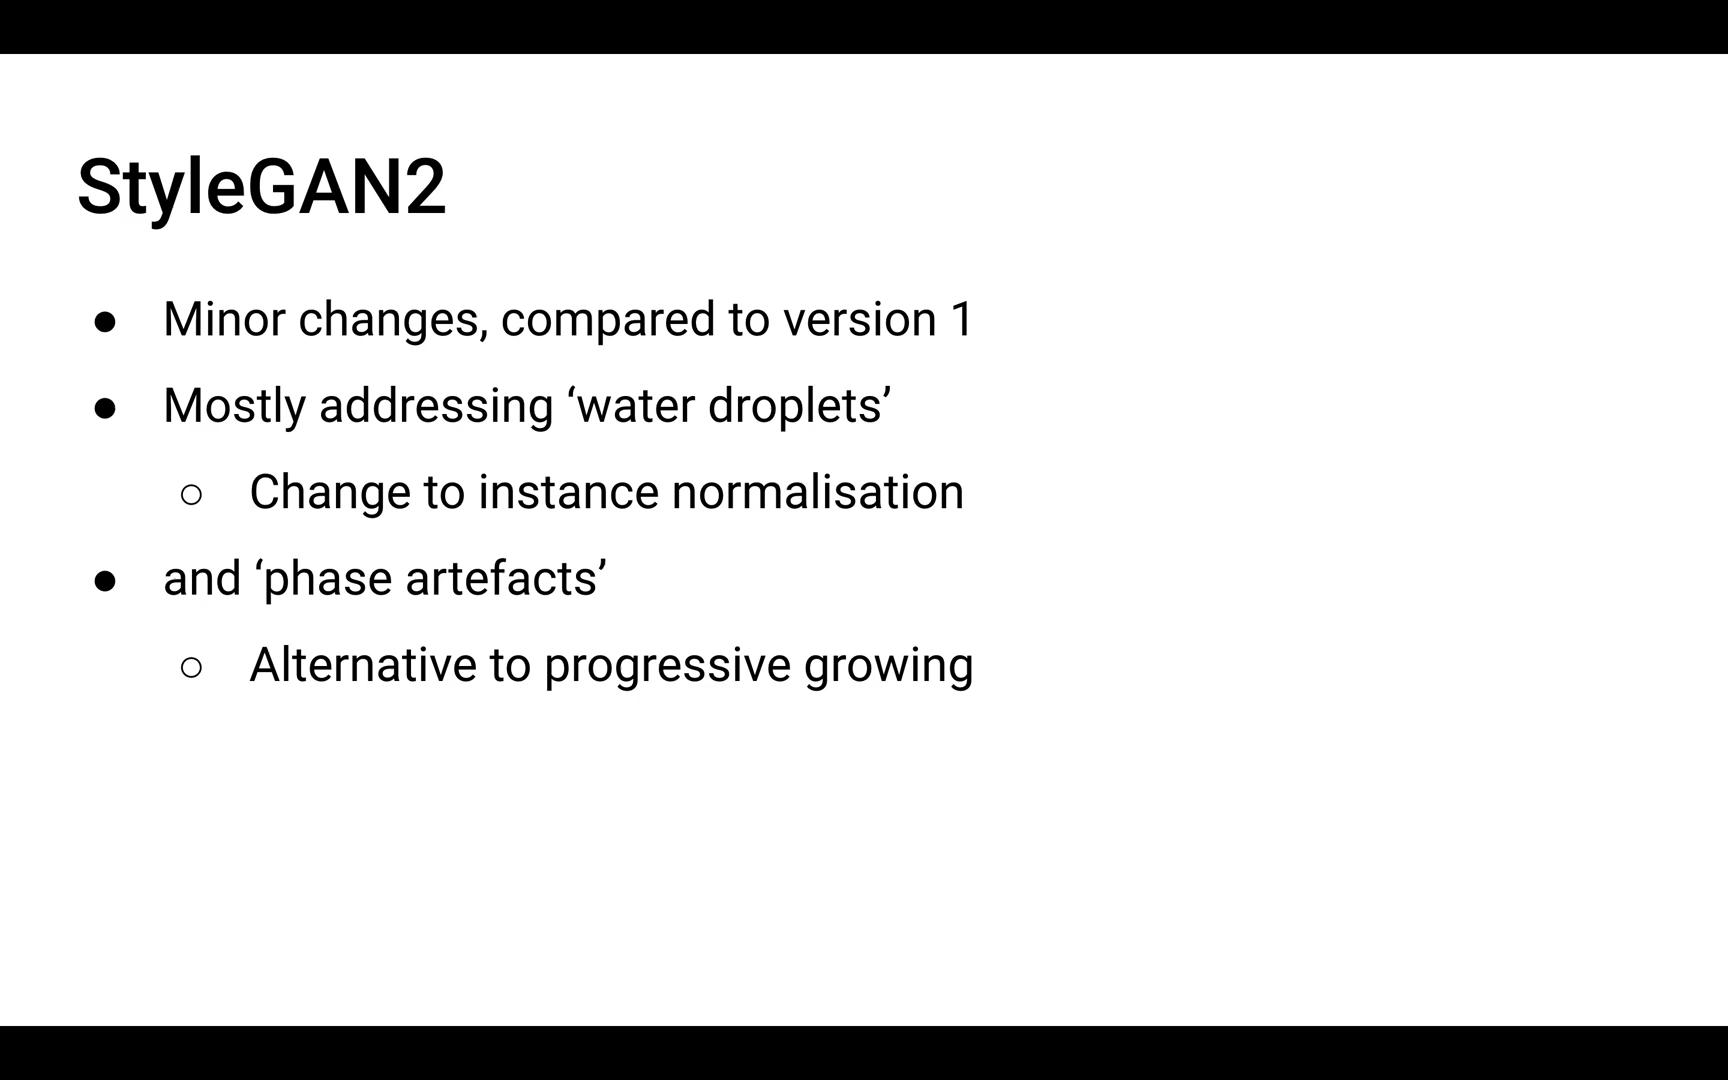 StyleGAN2
● Minor changes, compared to version 1
● Mostly addressing ‘water droplets’
○ Change to instance normalisation
● and ‘phase artefacts’
○ Alternative to progressive growing